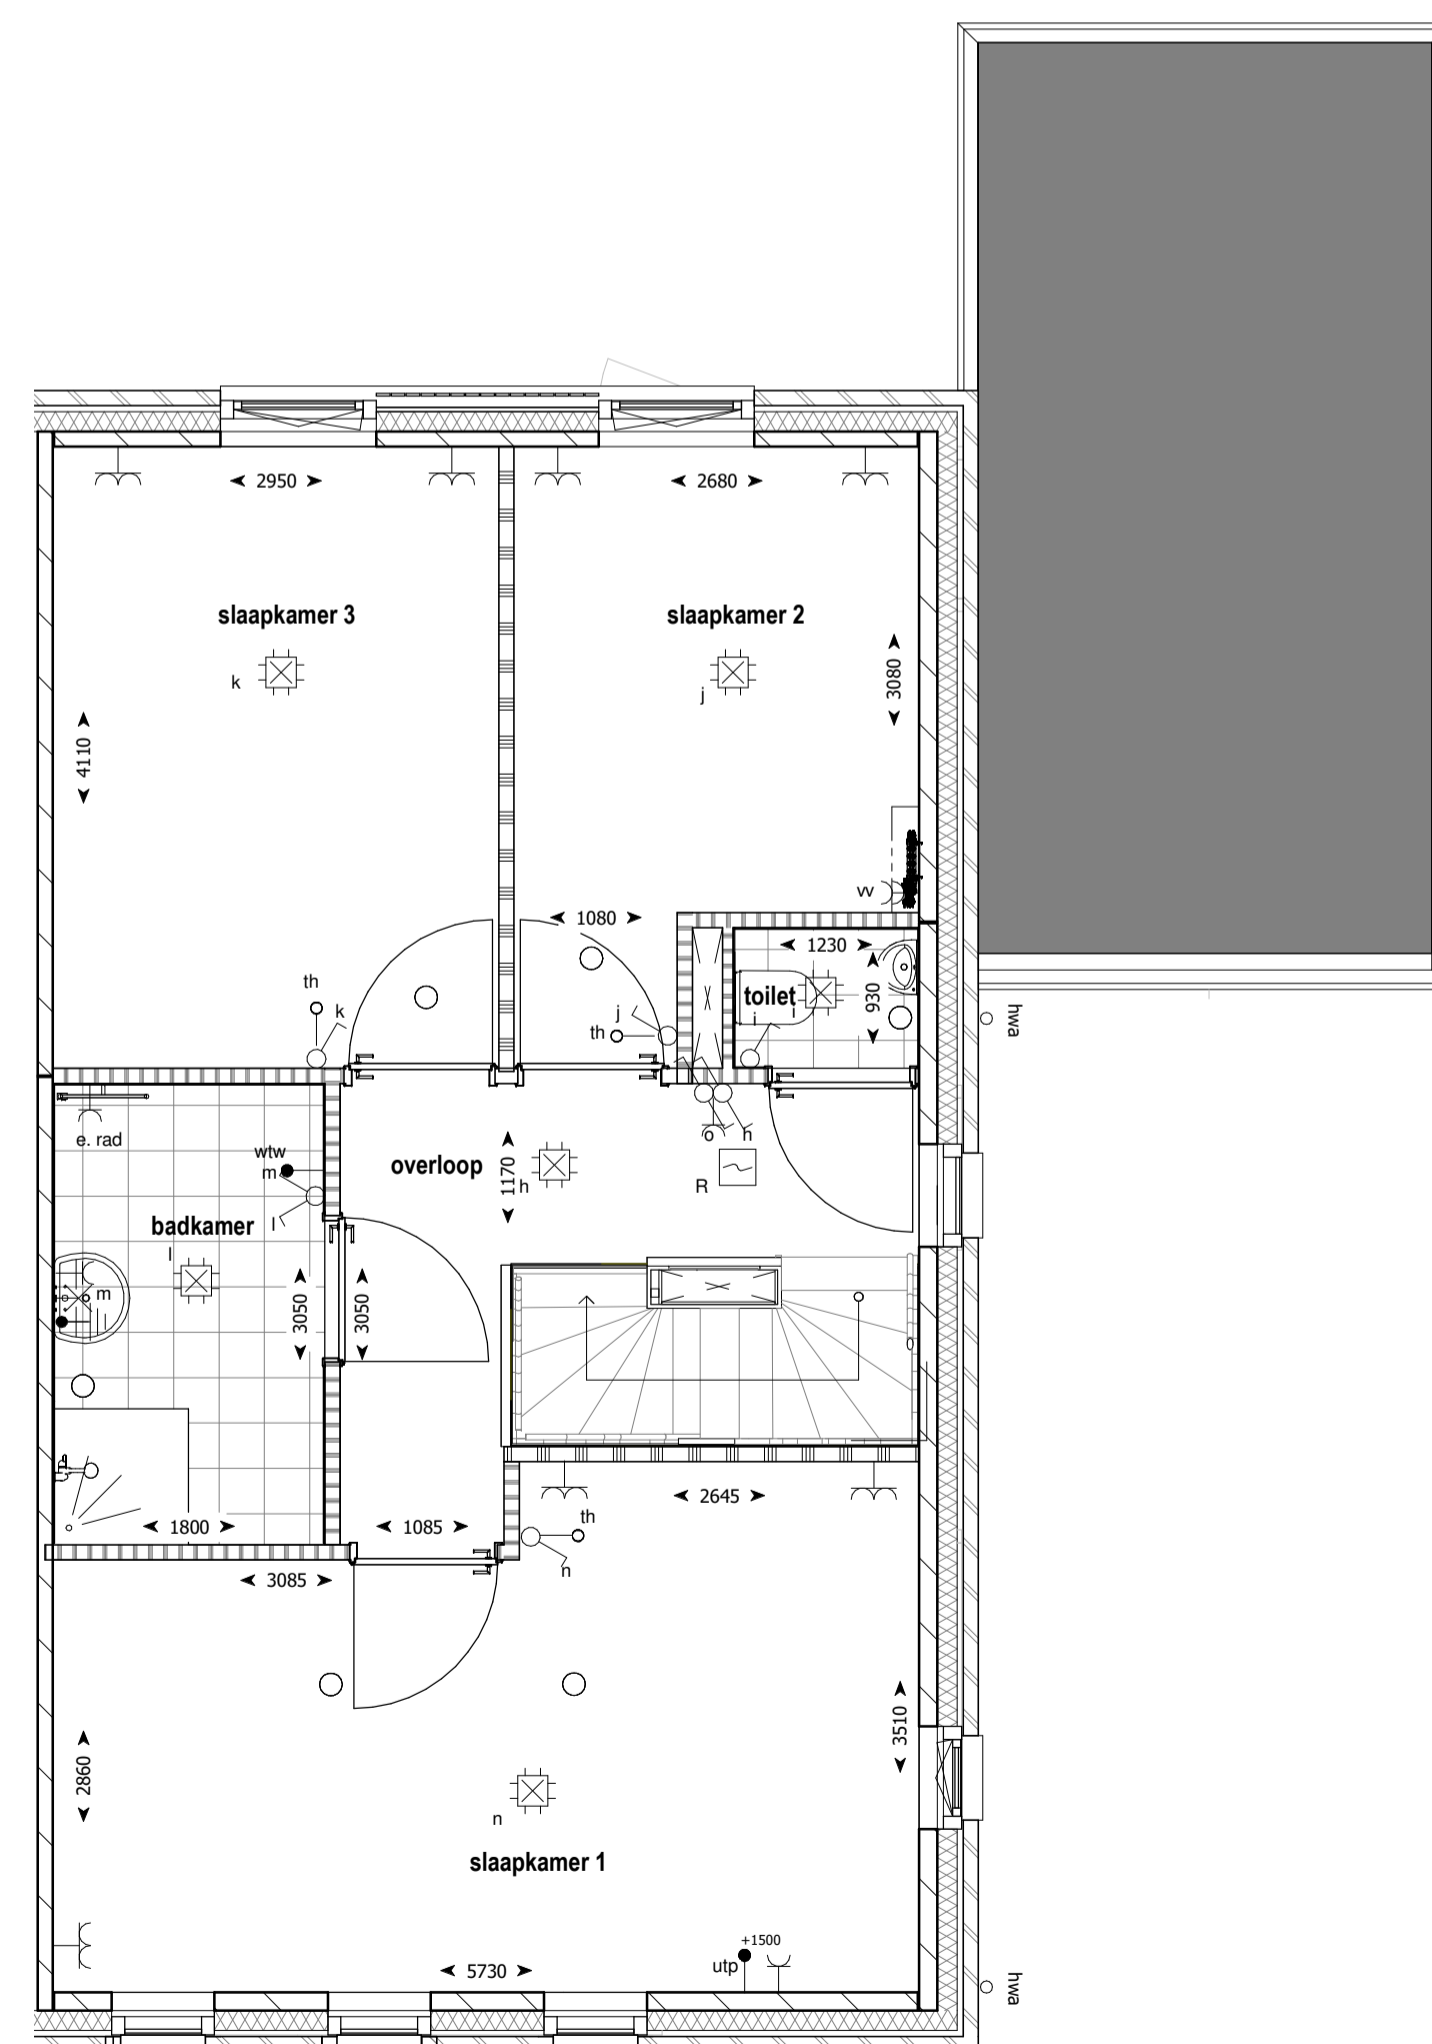 2950
2680
slaapkamer 3
slaapkamer 2
k
j
3080
4110
vv
1080
1230
toilet
i
i
930
th
k
j
th
hwa
e. rad
wtw
m
l
badkamer
l
overloop
1170
h
o
h
R
m
3050
3050
1800
1085
2645
th
n
3085
2860
3510
n
slaapkamer 1
5730
+1500
utp
hwa